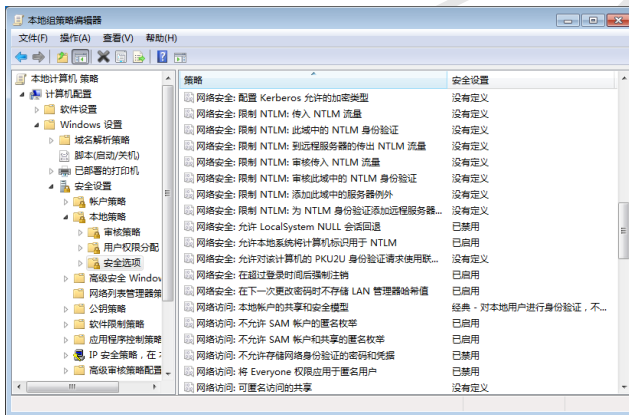 本地组策略编辑器
文件(F) 操作(A) 查看(V) 帮助(H)
本地计算机 策略
计算机配置
软件设置
Windows 设置
域名解析策略
脚本(启动/关机)
已部署的打印机
安全设置
帐户策略
本地策略
审核策略
用户权限分配
安全选项
高级安全 Window
网络列表管理器策
公钥策略
软件限制策略
应用程序控制策略
IP 安全策略，在
高级审核策略配置
策略 安全设置
网络安全: 配置 Kerberos 允许的加密类型 没有定义
网络安全: 限制 NTLM: 传入 NTLM 流量 没有定义
网络安全: 限制 NTLM: 此域中的 NTLM 身份验证 没有定义
网络安全: 限制 NTLM: 到远程服务器的传出 NTLM 流量 没有定义
网络安全: 限制 NTLM: 审核传入 NTLM 流量 没有定义
网络安全: 限制 NTLM: 审核此域中的 NTLM 身份验证 没有定义
网络安全: 限制 NTLM: 添加此域中的服务器例外 没有定义
网络安全: 限制 NTLM: 为 NTLM 身份验证添加远程服务器... 没有定义
网络安全: 允许 LocalSystem NULL 会话回退 已禁用
网络安全: 允许本地系统将计算机标识用于 NTLM 已启用
网络安全: 允许对该计算机的 PKU2U 身份验证请求使用联... 没有定义
网络安全: 在超过登录时间后强制注销 已启用
网络安全: 在下一次更改密码时不存储 LAN 管理器哈希值 已启用
网络访问: 本地帐户的共享和安全模型 经典 - 对本地用户进行身份验证，不...
网络访问: 不允许 SAM 帐户的匿名枚举 已启用
网络访问: 不允许 SAM 帐户和共享的匿名枚举 已启用
网络访问: 不允许存储网络身份验证的密码和凭据 已禁用
网络访问: 将 Everyone 权限应用于匿名用户 已禁用
网络访问: 可匿名访问的共享 没有定义